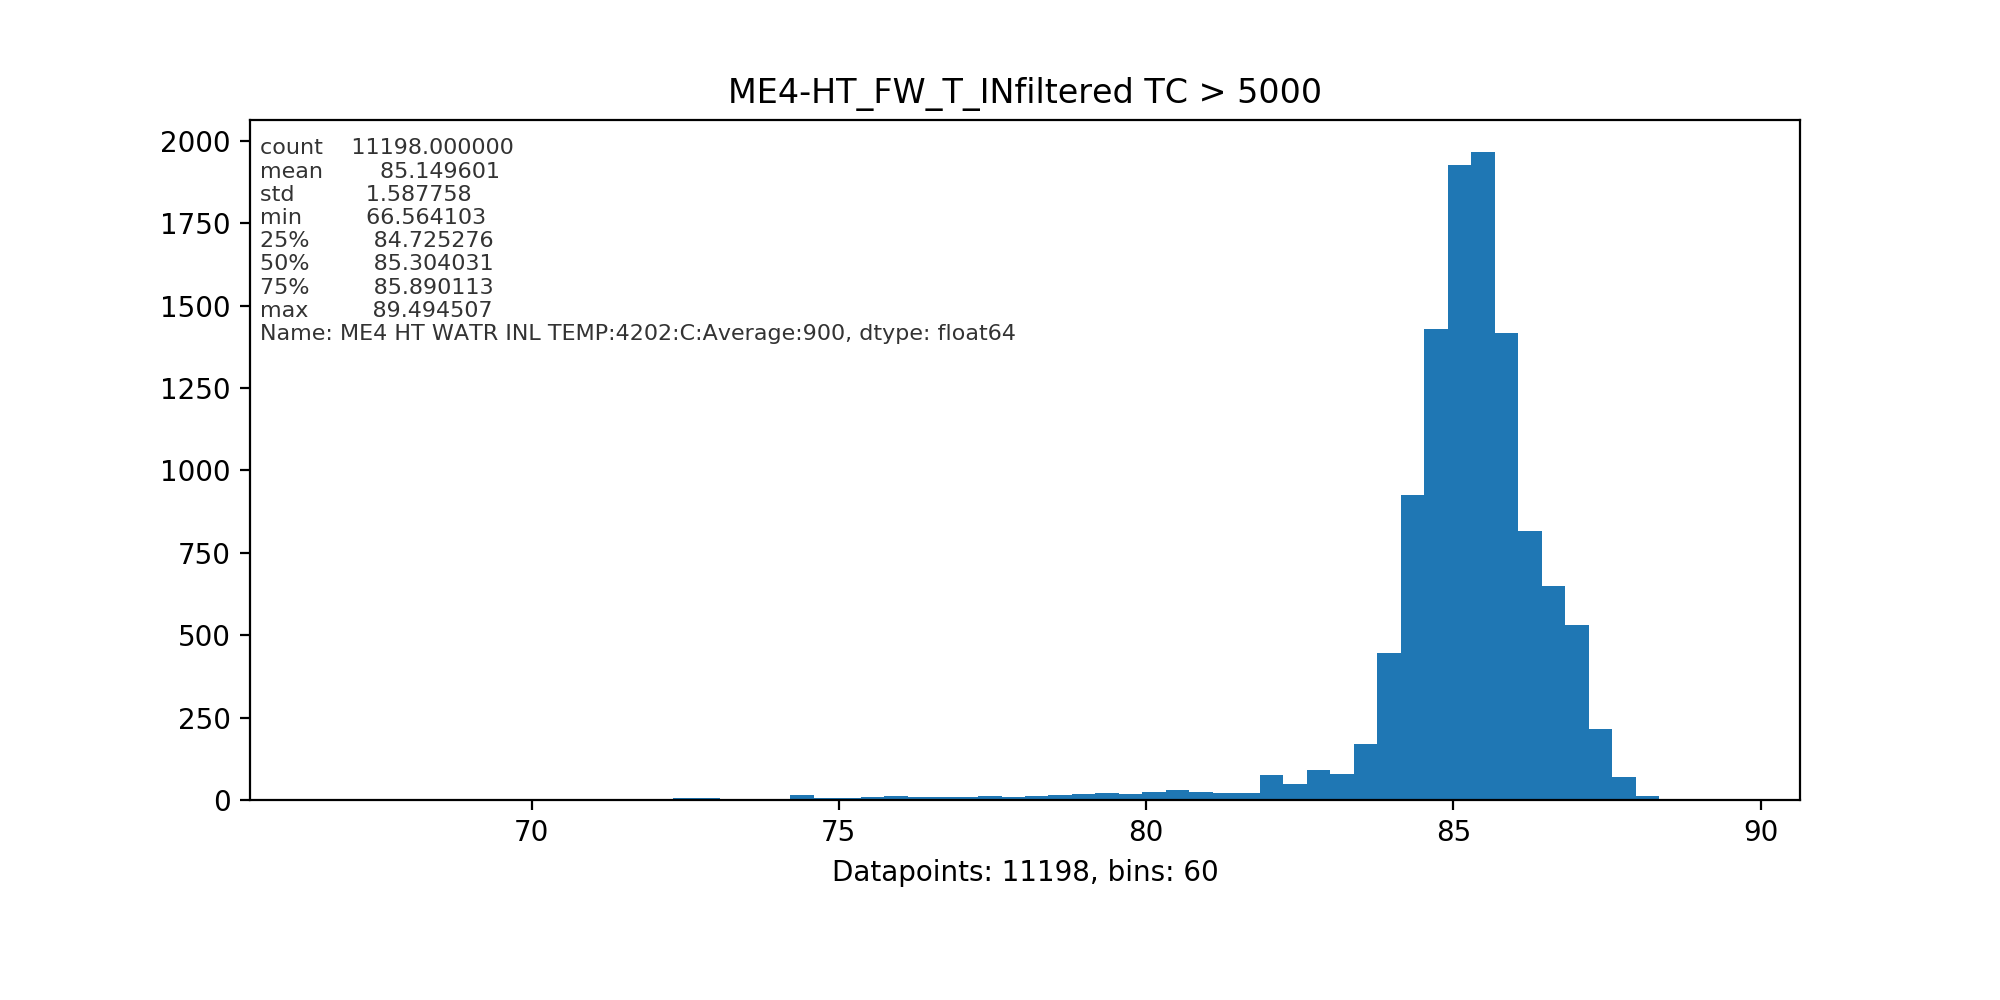 ME4-HT_FW_T_INfiltered TC > 5000
2000
1750
1500
1250
1000
750
500
250
0
count 11198.000000
mean 85.149601
std 1.587758
min 66.564103
25% 84.725276
50% 85.304031
75% 85.890113
max 89.494507
Name: ME4 HT WATR INL TEMP:4202:C:Average:900, dtype: float64
70 75 80 85 90
Datapoints: 11198, bins: 60